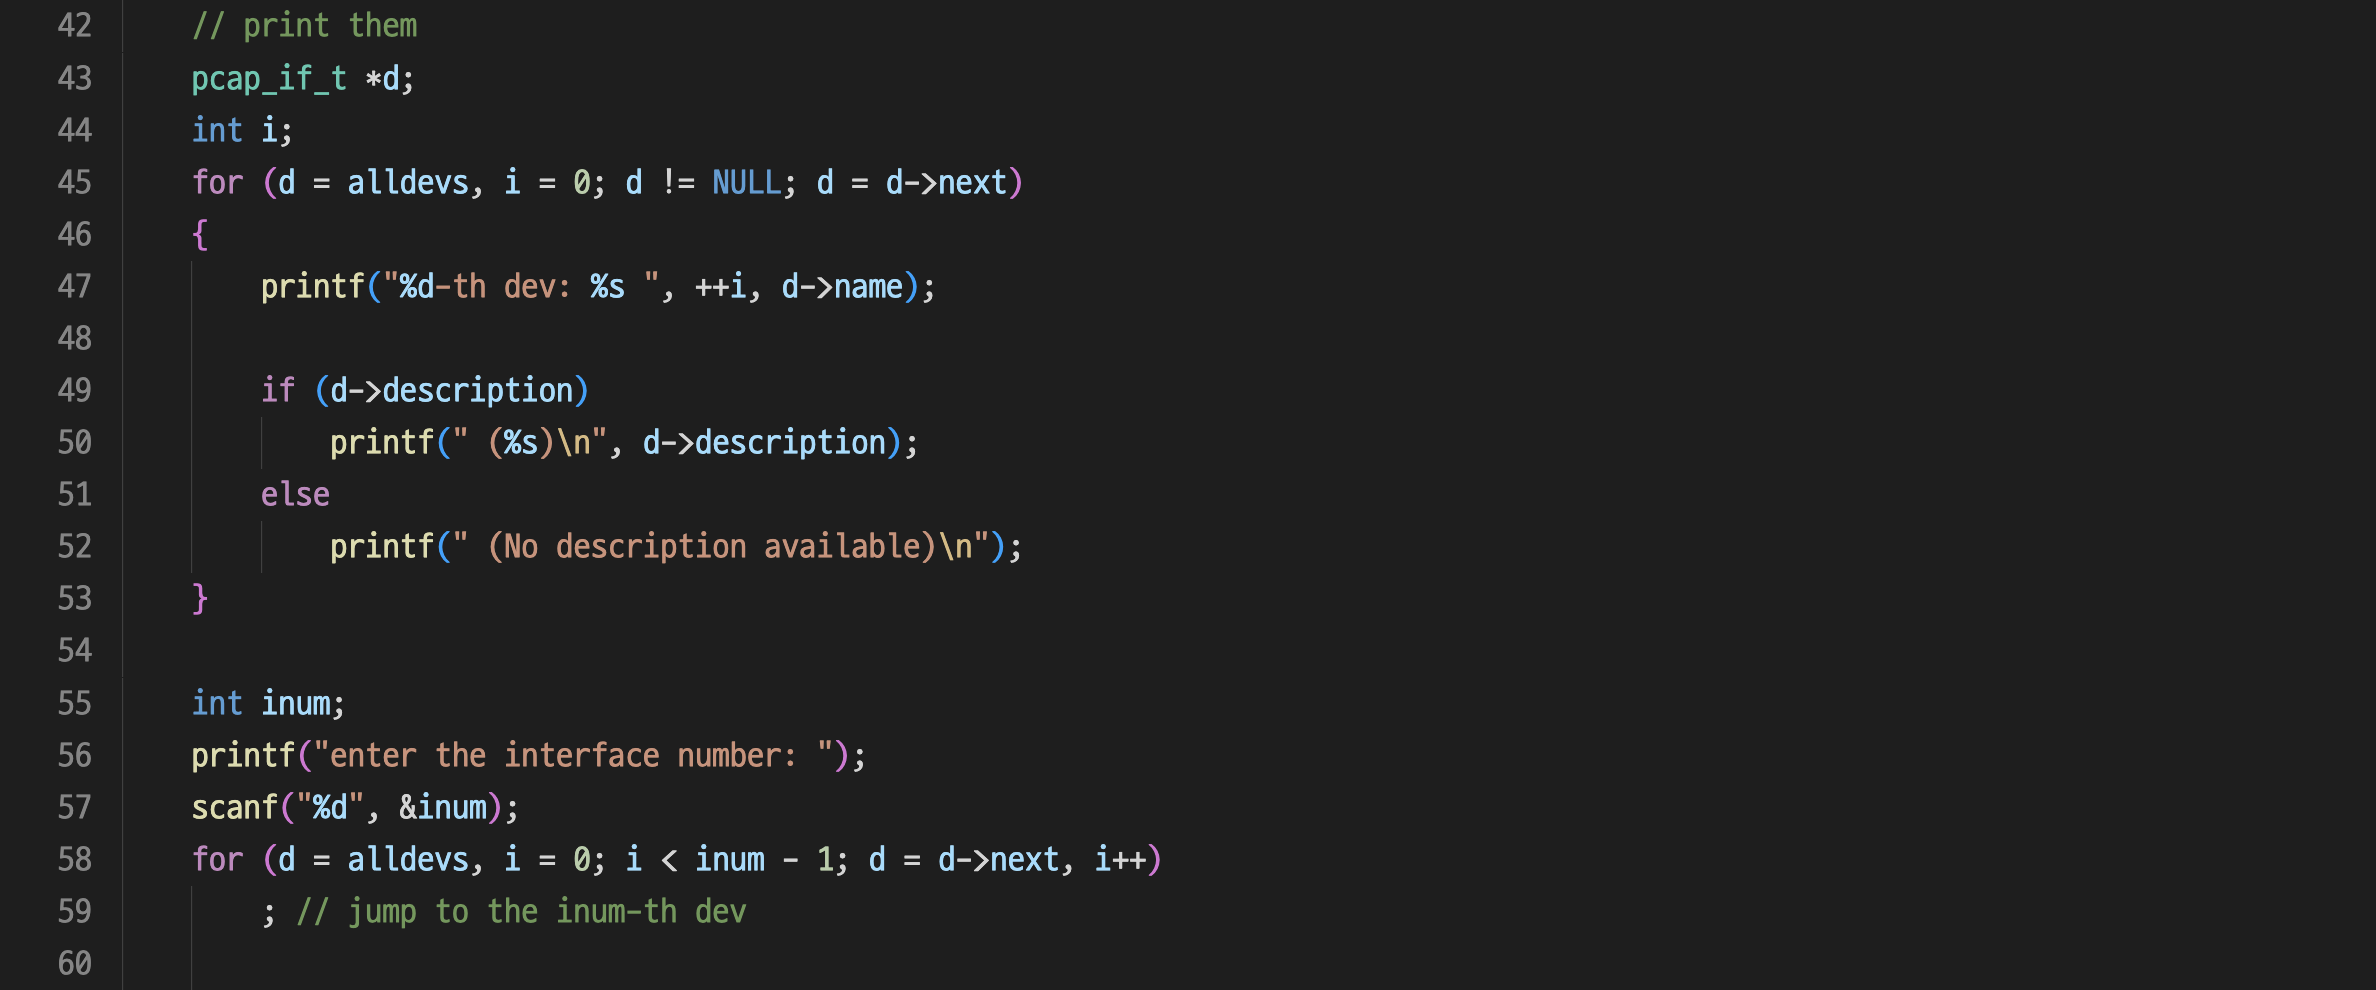 42 // print them
43 pcap_if_t *d;
44 int i;
45 for (d = alldevs, i = 0; d != NULL; d = d->next)
46 {
47 printf("%d-th dev: %s ", ++i, d->name);
48
49 if (d->description)
50 printf(" (%s)\n", d->description);
51 else
52 printf(" (No description available)\n");
53 }
54
55 int inum;
56 printf("enter the interface number: ");
57 scanf("%d", &inum);
58 for (d = alldevs, i = 0; i < inum - 1; d = d->next, i++)
59 ; // jump to the inum-th dev
60